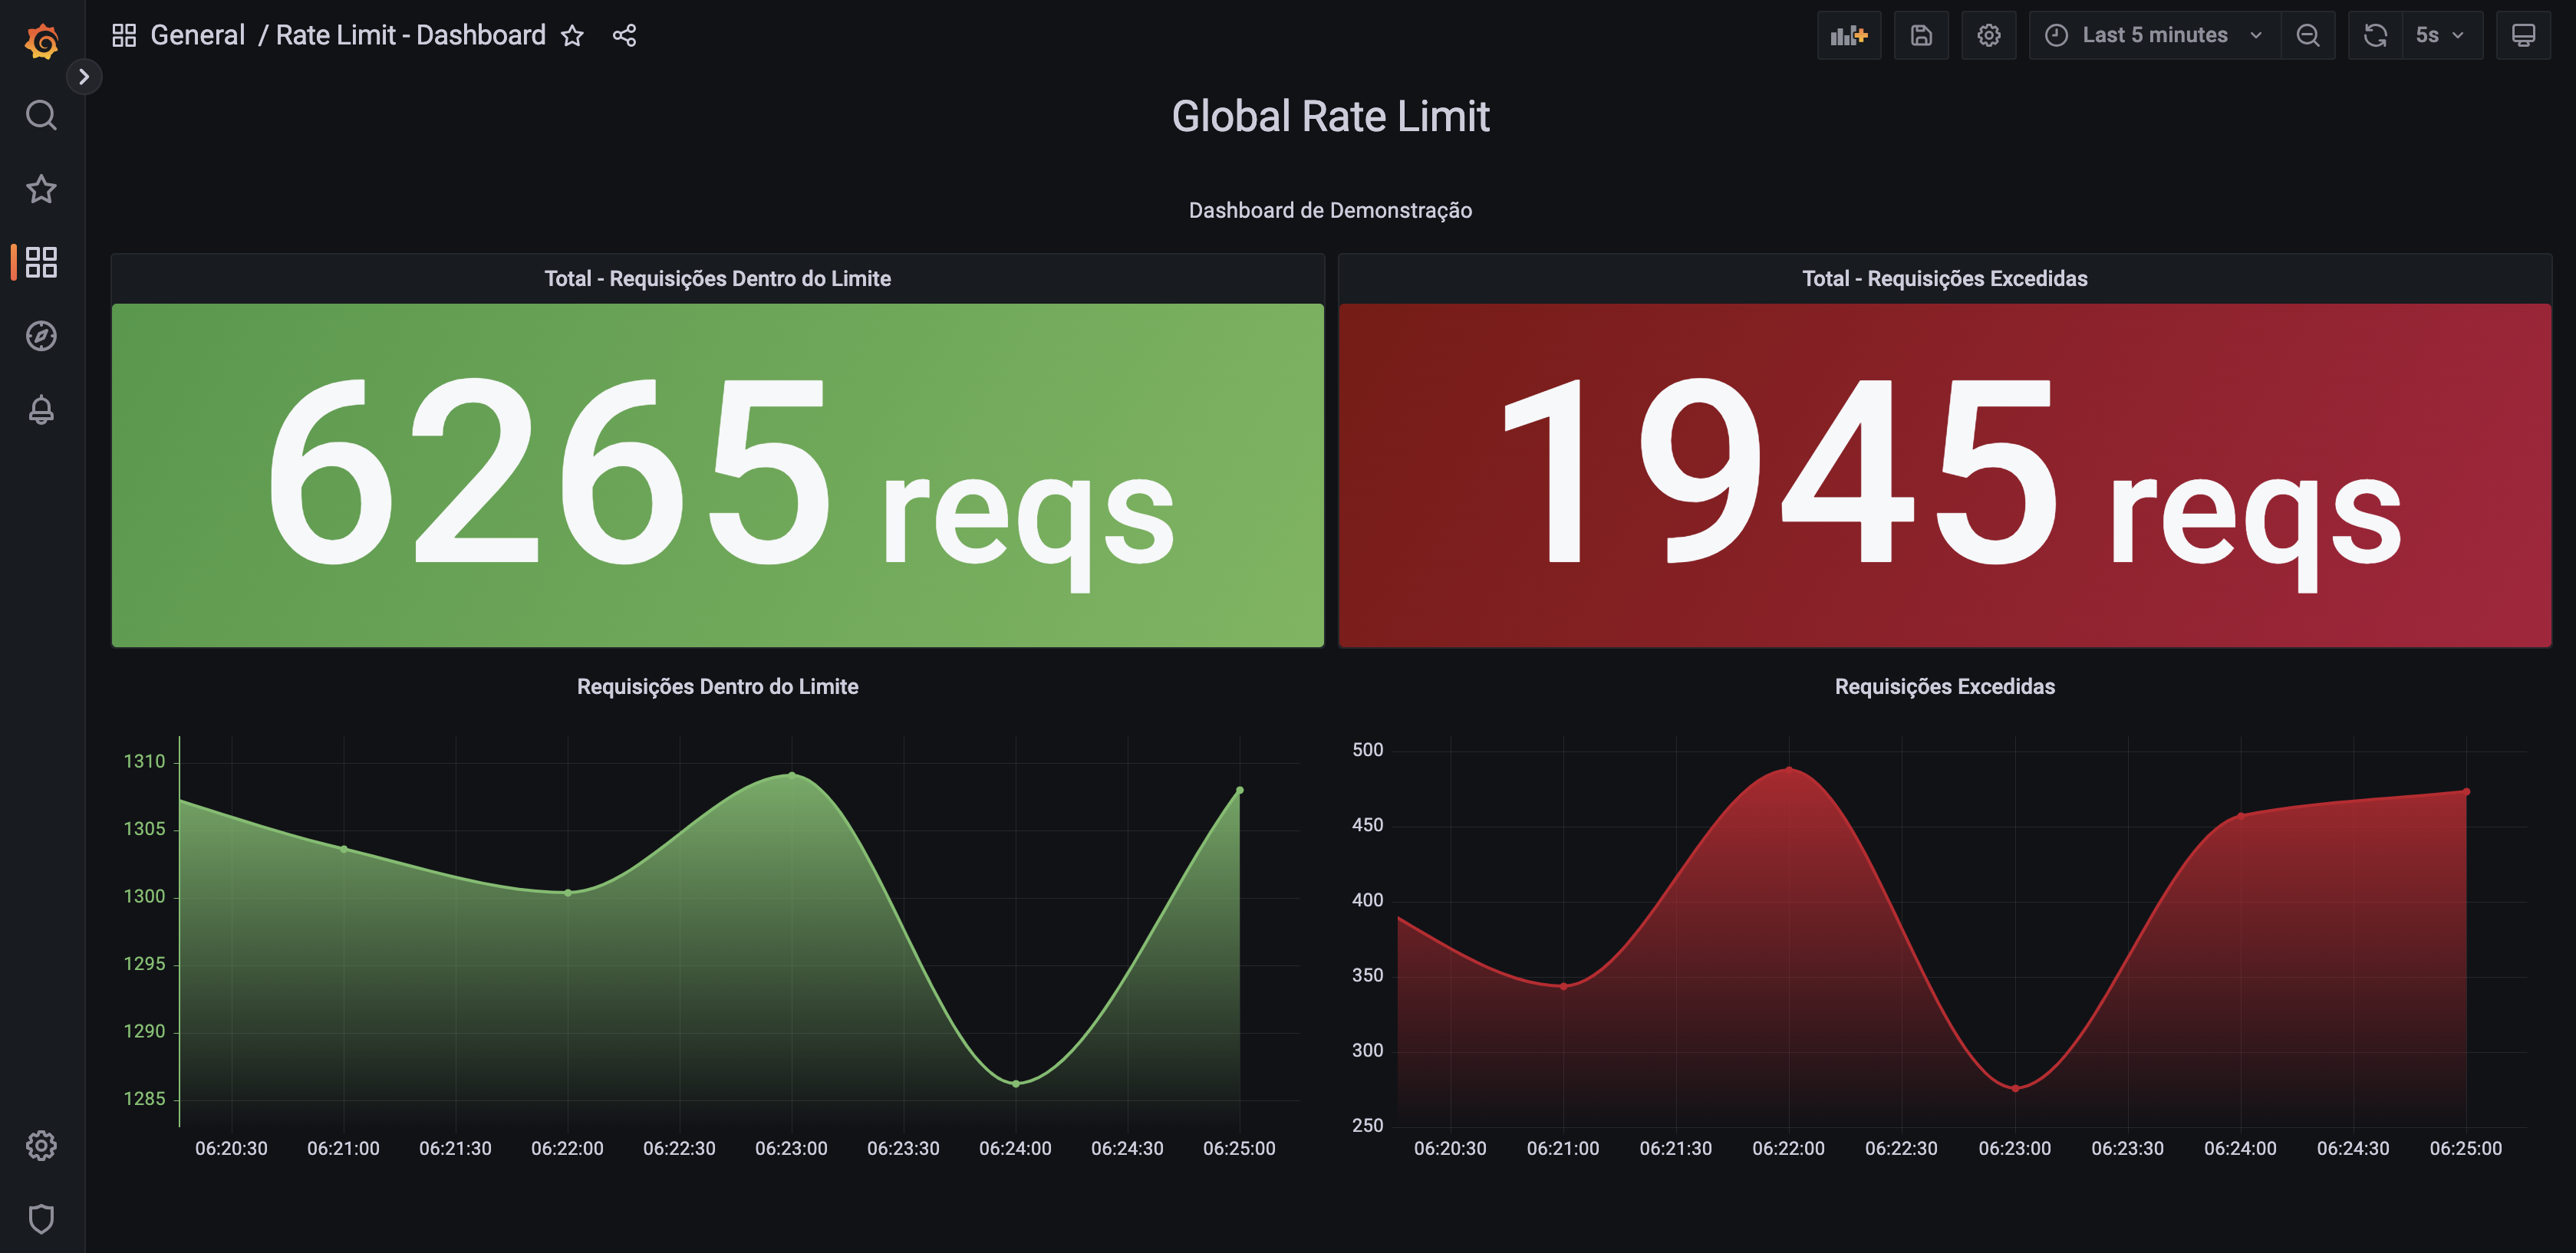 General / Rate Limit - Dashboard
Last 5 minutes
5s
Global Rate Limit
Dashboard de Demonstração
Total - Requisições Dentro do Limite
6265 reqs
Total - Requisições Excedidas
1945 reqs
Requisições Dentro do Limite
1310
1305
1300
1295
1290
1285
06:20:30 06:21:00 06:21:30 06:22:00 06:22:30 06:23:00 06:23:30 06:24:00 06:24:30 06:25:00
Requisições Excedidas
500
450
400
350
300
250
06:20:30 06:21:00 06:21:30 06:22:00 06:22:30 06:23:00 06:23:30 06:24:00 06:24:30 06:25:00